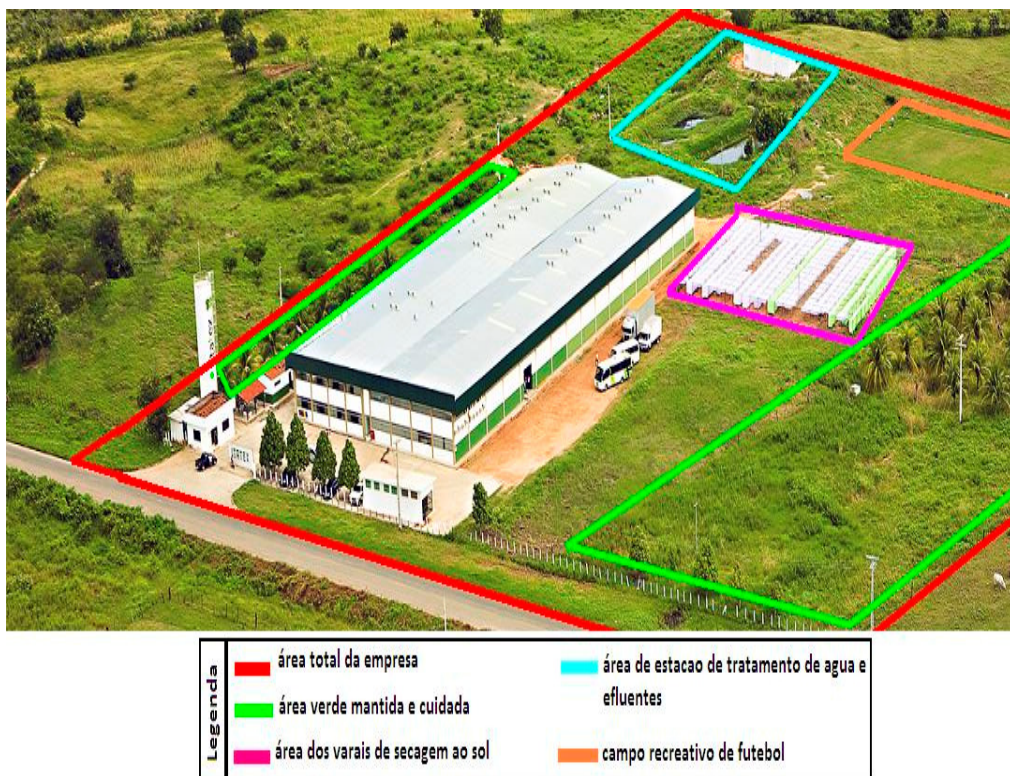 Legenda
área total da empresa
área verde mantida e cuidada
área dos varais de secagem ao sol
área de estacao de tratamento de agua e
efluentes
campo recreativo de futebol